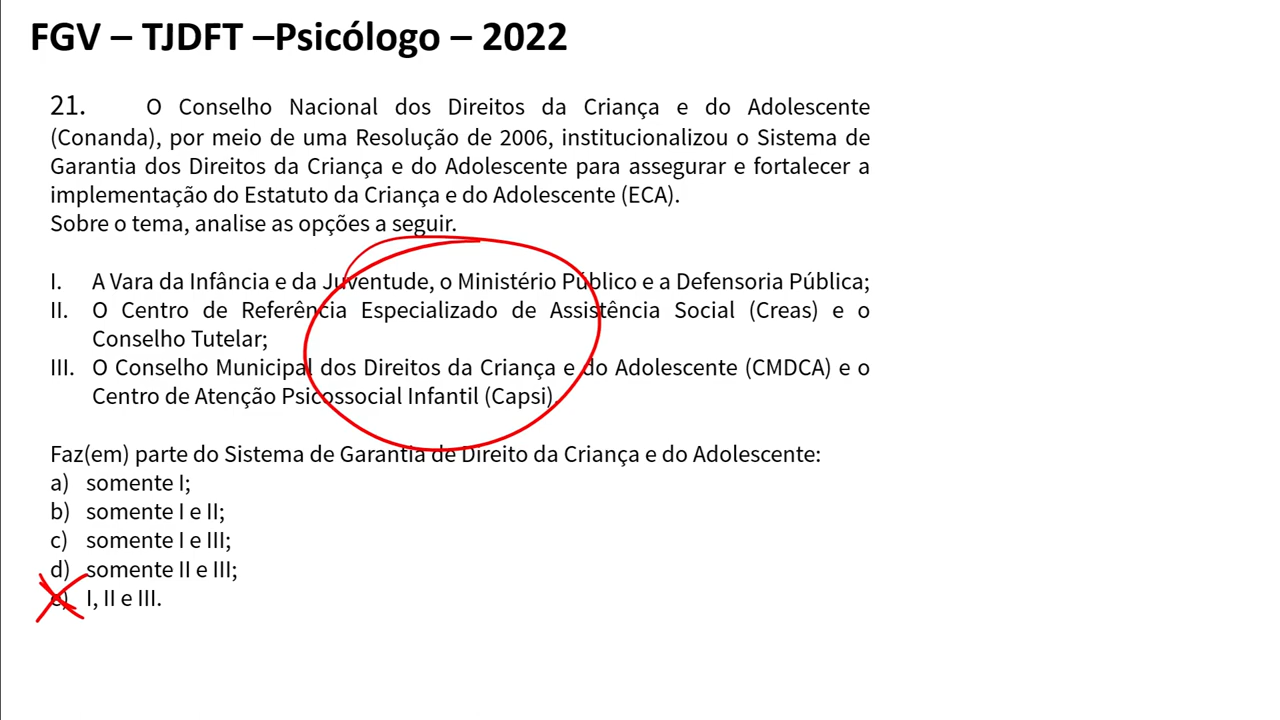 FGV – TJDFT –Psicólogo – 2022
21. O Conselho Nacional dos Direitos da Criança e do Adolescente
(Conanda), por meio de uma Resolução de 2006, institucionalizou o Sistema de
Garantia dos Direitos da Criança e do Adolescente para assegurar e fortalecer a
implementação do Estatuto da Criança e do Adolescente (ECA).
Sobre o tema, analise as opções a seguir.
I. A Vara da Infância e da Juventude, o Ministério Público e a Defensoria Pública;
II. O Centro de Referência Especializado de Assistência Social (Creas) e o
Conselho Tutelar;
III. O Conselho Municipal dos Direitos da Criança e do Adolescente (CMDCA) e o
Centro de Atenção Psicossocial Infantil (Capsi).
Faz(em) parte do Sistema de Garantia de Direito da Criança e do Adolescente:
a) somente I;
b) somente I e II;
c) somente I e III;
d) somente II e III;
e) I, II e III.